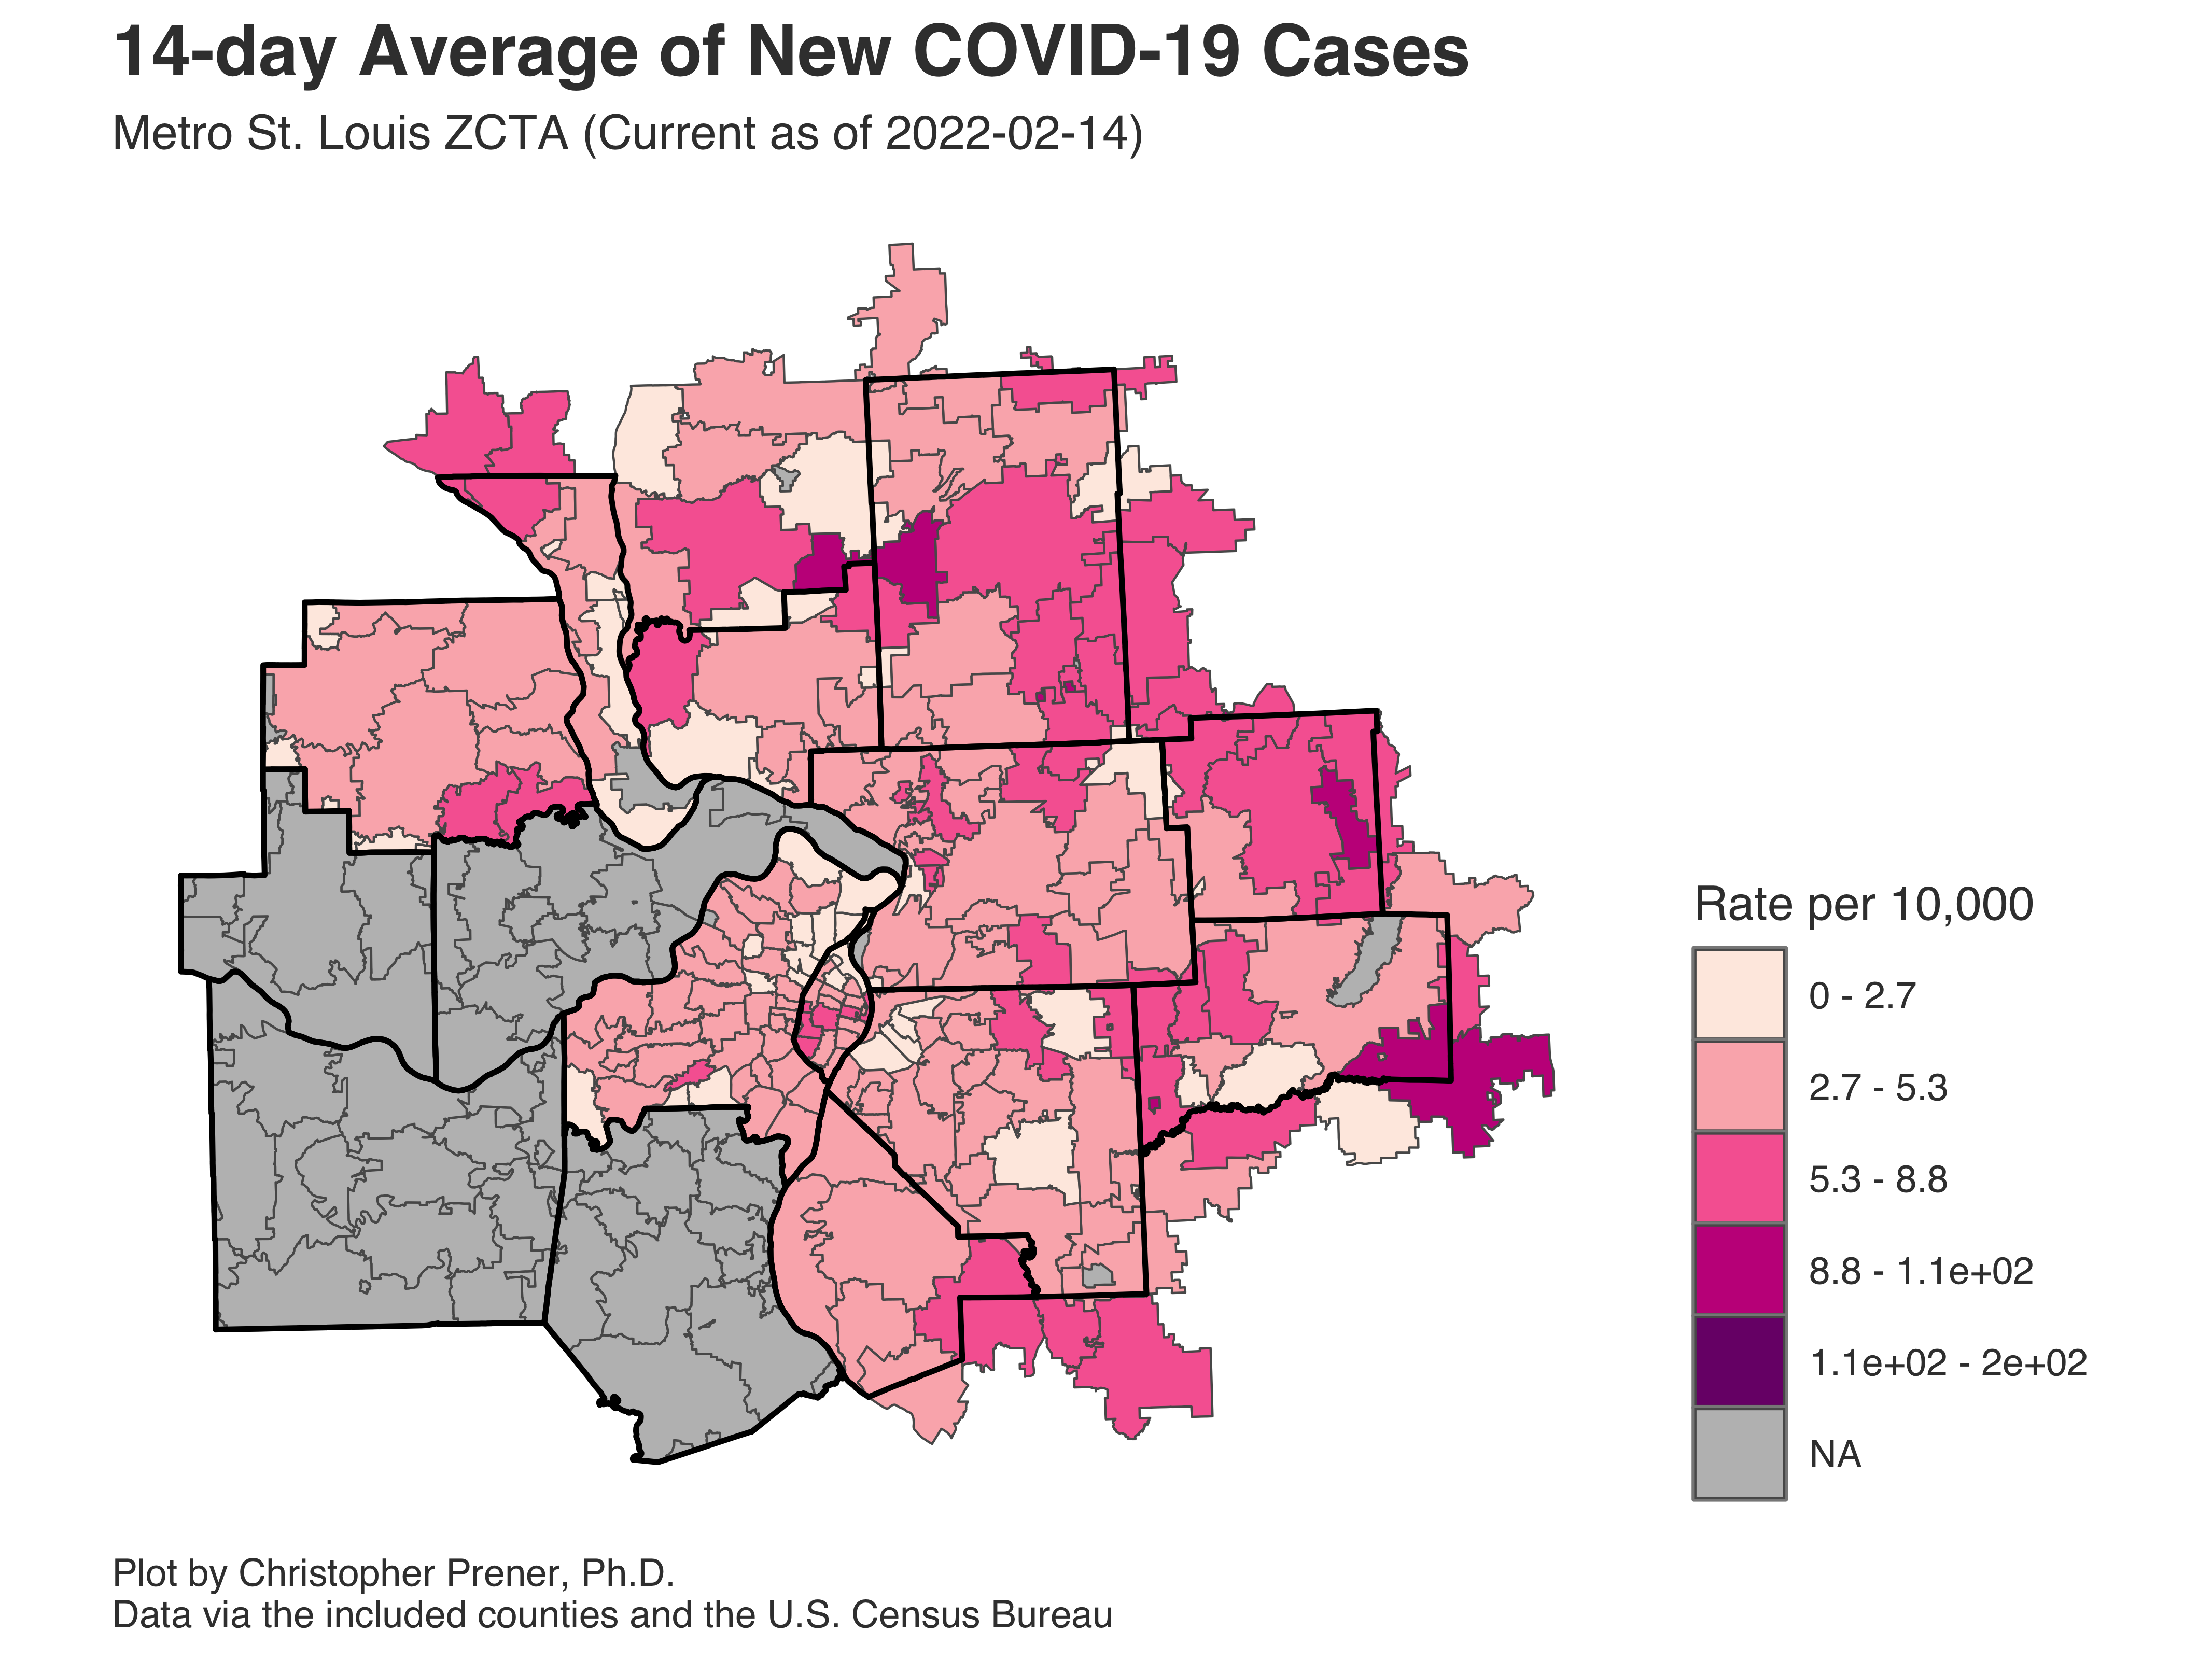 14-day Average of New COVID-19 Cases
Metro St. Louis ZCTA (Current as of 2022-02-14)
Rate per 10,000
0 - 2.7
2.7 - 5.3
5.3 - 8.8
8.8 - 1.1e+02
1.1e+02 - 2e+02
NA
Plot by Christopher Prener, Ph.D.
Data via the included counties and the U.S. Census Bureau